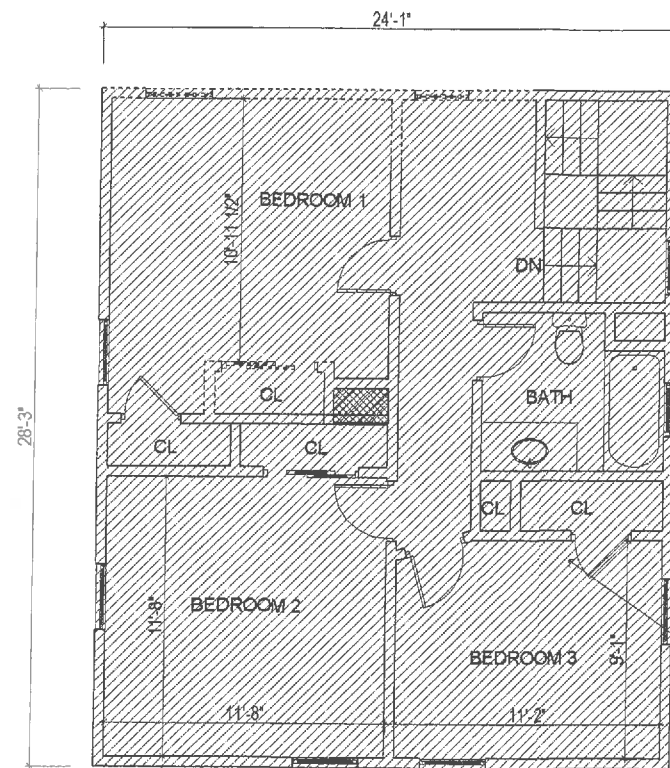 24'-1"
28'-3"
10'-11 1/2"
BEDROOM 1
DN
CL
BATH
CL
CL
CL
CL
BEDROOM 2
11'-8"
BEDROOM 3
9'-1"
11'-8"
11'-2"